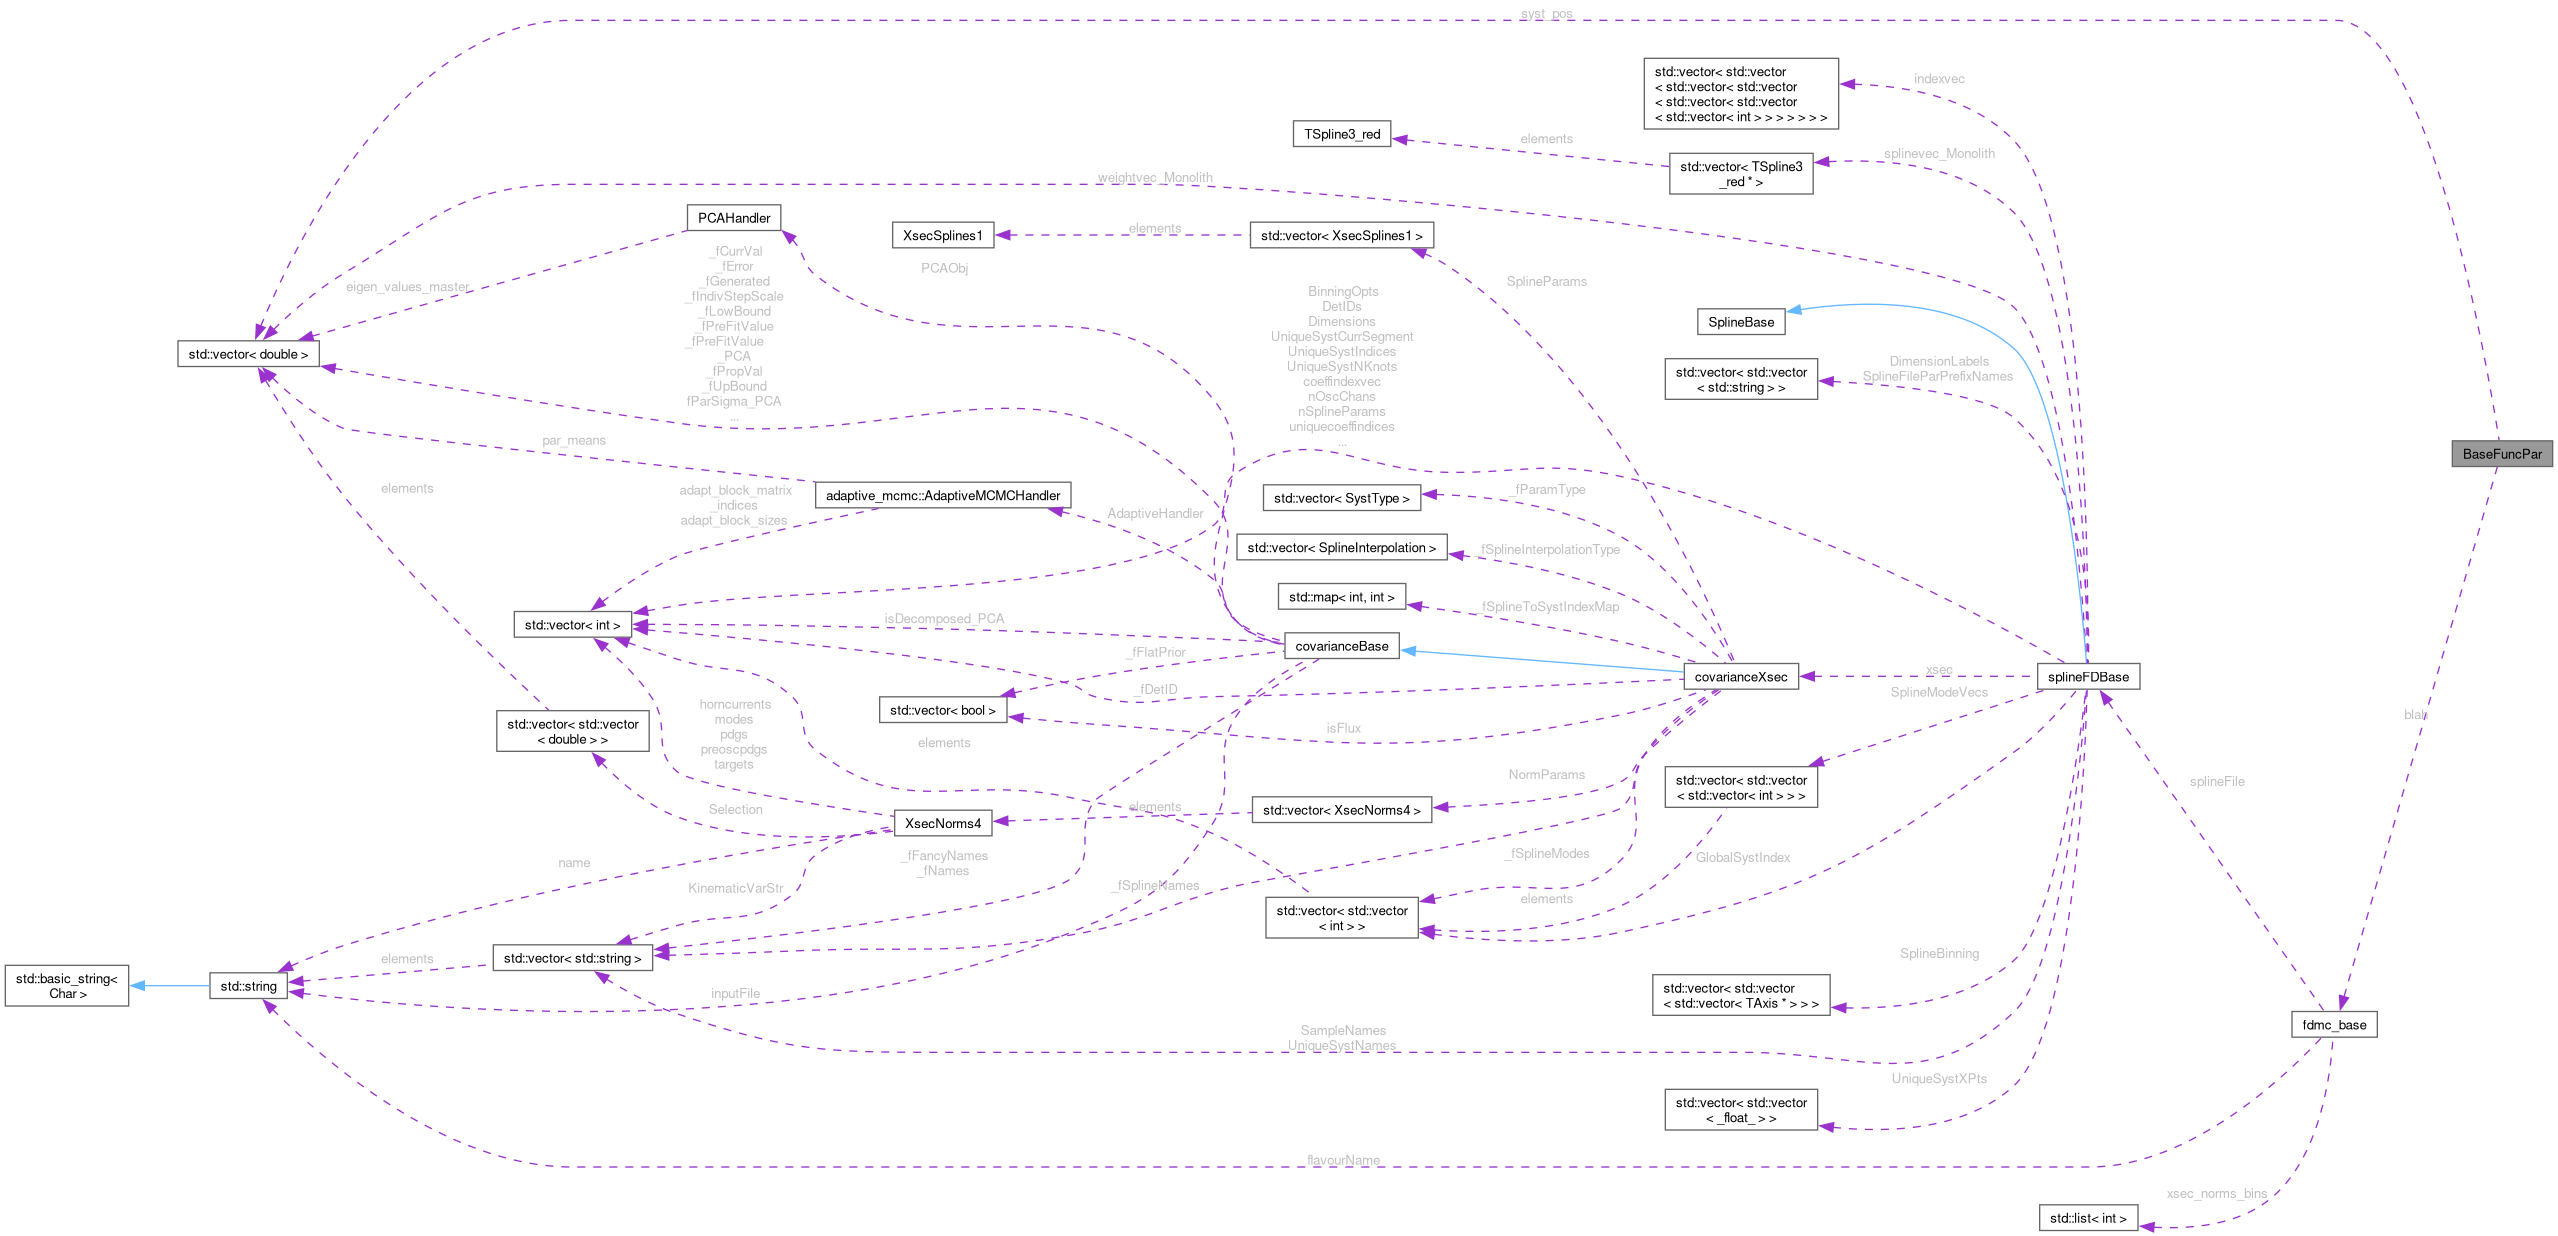 syst_pos
std::vector< std::vector
< std::vector< std::vector
< std::vector< std::vector
< std::vector< int > > > > > > >
indexvec
TSpline3_red
elements
std::vector< TSpline3
_red * >
splinevec_Monolith
weightvec_Monolith
PCAHandler
eigen_values_master
XsecSplines1
elements
std::vector< XsecSplines1 >
PCAObj
SplineParams
_fCurrVal
_fError
_fGenerated
_fIndivStepScale
_fLowBound
_fPreFitValue
_fPreFitValue
_PCA
_fPropVal
_fUpBound
fParSigma_PCA
...
BinningOpts
DetIDs
Dimensions
UniqueSystCurrSegment
UniqueSystIndices
UniqueSystNKnots
coeffindexvec
nOscChans
nSplineParams
uniquecoeffindices
...
SplineBase
std::vector< double >
std::vector< std::vector
< std::string > >
DimensionLabels
SplineFileParPrefixNames
par_means
BaseFuncPar
elements
adapt_block_matrix
_indices
adapt_block_sizes
adaptive_mcmc::AdaptiveMCMCHandler
AdaptiveHandler
std::vector< SystType >
_fParamType
std::vector< SplineInterpolation >
_fSplineInterpolationType
std::map< int, int >
_fSplineToSystIndexMap
std::vector< int >
isDecomposed_PCA
covarianceBase
_fFlatPrior
_fDetID
covarianceXsec
xsec
splineFDBase
std::vector< bool >
isFlux
SplineModeVecs
blah
std::vector< std::vector
< double > >
horncurrents
modes
pdgs
preoscpdgs
targets
elements
NormParams
std::vector< std::vector
< std::vector< int > > >
splineFile
Selection
XsecNorms4
elements
std::vector< XsecNorms4 >
name
KinematicVarStr
_fFancyNames
_fNames
_fSplineNames
_fSplineModes
GlobalSystIndex
std::vector< std::vector
< int > >
elements
std::basic_string<
Char >
std::string
elements
std::vector< std::string >
inputFile
std::vector< std::vector
< std::vector< TAxis * > > >
SplineBinning
SampleNames
UniqueSystNames
fdmc_base
UniqueSystXPts
std::vector< std::vector
< _float_ > >
flavourName
xsec_norms_bins
std::list< int >